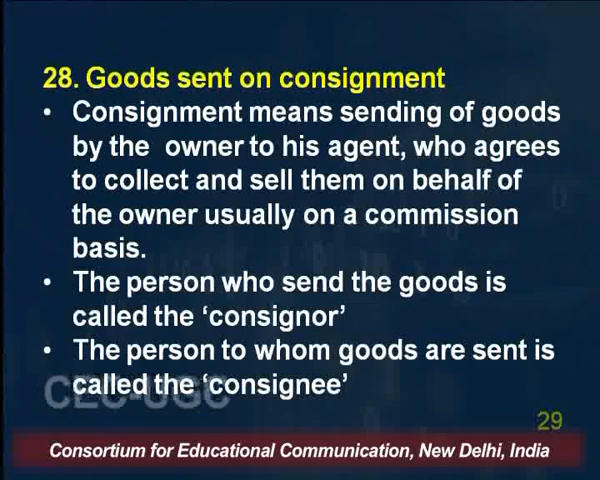 28. Goods sent on consignment
• Consignment means sending of goods
by the owner to his agent, who agrees
to collect and sell them on behalf of
the owner usually on a commission
basis.
• The person who send the goods is
called the ‘consignor’
• The person to whom goods are sent is
called the ‘consignee’
CEC-UGC
29
Consortium for Educational Communication, New Delhi, India